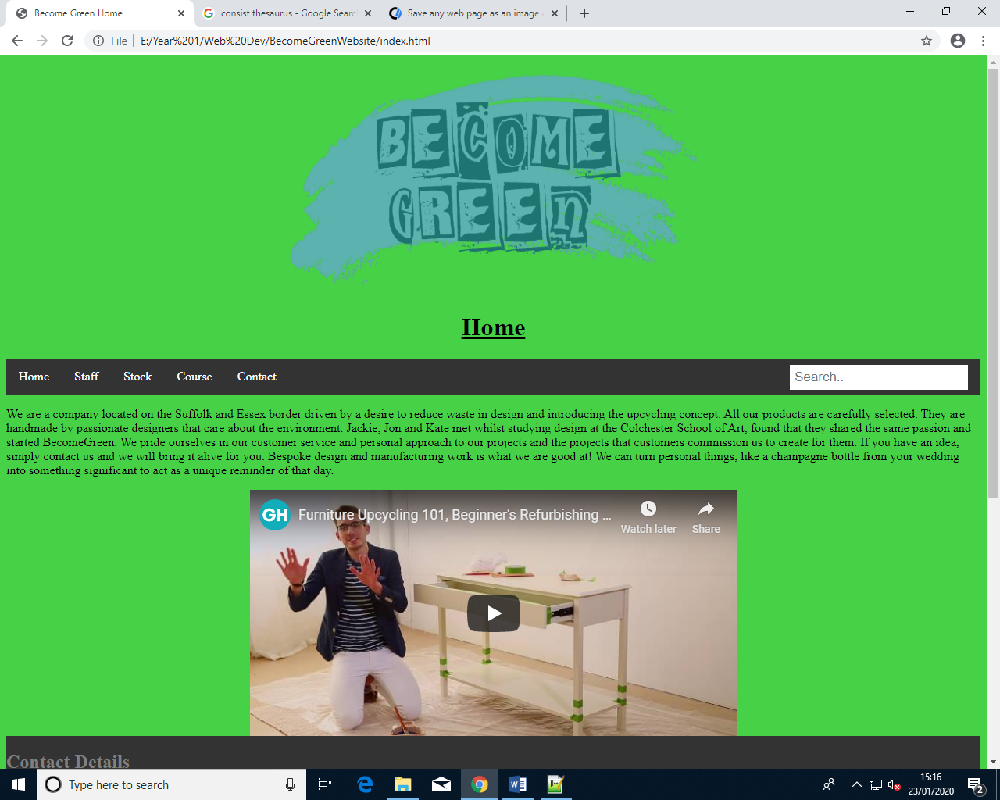 Become Green Home
consist thesaurus - Google Searc
Save any web page as an image
File
E:/Year%201/Web%20Dev/BecomeGreenWebsite/index.html
BECOME
GREEN
Home
Home Staff Stock Course Contact Search..
We are a company located on the Suffolk and Essex border driven by a desire to reduce waste in design and introducing the upcycling concept. All our products are carefully selected. They are
handmade by passionate designers that care about the environment. Jackie, Jon and Kate met whilst studying design at the Colchester School of Art, found that they shared the same passion and
started BecomeGreen. We pride ourselves in our customer service and personal approach to our projects and the projects that customers commission us to create for them. If you have an idea,
simply contact us and we will bring it alive for you. Bespoke design and manufacturing work is what we are good at! We can turn personal things, like a champagne bottle from your wedding
into something significant to act as a unique reminder of that day.
GH Furniture Upcycling 101, Beginner's Refurbishing ...
Watch later Share
Contact Details
Type here to search
15:16
23/01/2020
2